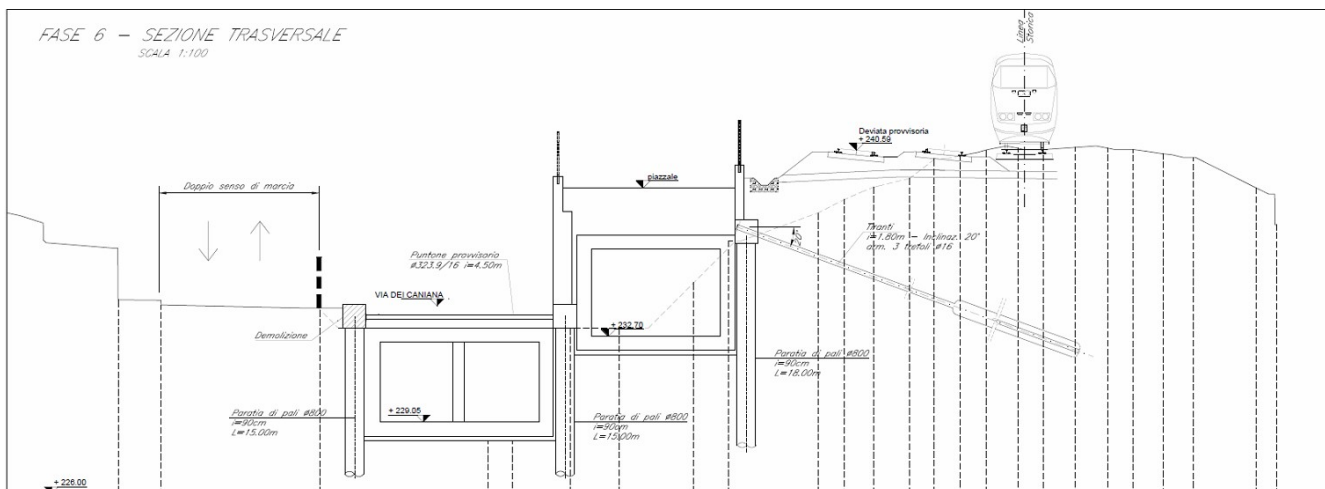 FASE 6 – SEZIONE TRASVERSALE
SCALA 1:100
Linea
Storica
Deviata provvisoria
+ 240.59
Doppio senso di marcia
piazzale
Tiranti
i=1.80m – Inclinaz. 20°
arm. 3 trefoli ø16
20°
Puntone provvisorio
ø323.9/16 i=4.50m
VIA DEI CANIANA
Demolizione
+ 232.70
Paratia di pali ø800
i=90cm
L=18.00m
+ 229.05
Paratia di pali ø800
i=90cm
L=15.00m
Paratia di pali ø800
i=90cm
L=15.00m
+ 226.00